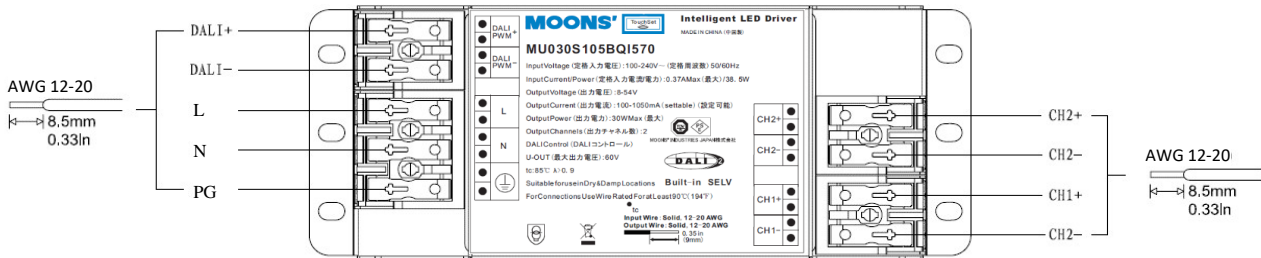 DALI+
DALI-
L
N
PG
AWG 12-20
8.5mm
0.33In
DALI +
PWM
DALI −
PWM
L
N
MOONS'
TouchSet
Intelligent LED Driver
MADE IN CHINA (中国製)
MU030S105BQI570
InputVoltage (定格入力電圧):100-240V~ (定格周波数) 50/60Hz
InputCurrent/Power (定格入力電流/電力):0.37AMax (最大) /38. 5W
OutputVoltage (出力電圧):8-54V
OutputCurrent (出力電流):100-1050mA (settable) (設定可能)
OutputPower (出力電力):30WMax (最大)
OutputChannels (出力チャネル数):2
DALIControl (DALIコントロール)
U-OUT (最大出力電圧):60V
tc:85℃ λ:0. 9
SuitableforuseinDry&DampLocations
ForConnectionsUseWireRatedForatLeast90℃(194℉)
MOONS' INDUSTRIES JAPAN株式会社
DALI 2
Built-in SELV
tc
Input Wire: Solid, 12-20 AWG
Output Wire: Solid, 12-20 AWG
0.35in
(9mm)
CH2+
CH2-
CH1+
CH1-
CH2+
CH2-
CH1+
CH2-
AWG 12-20
8.5mm
0.33In